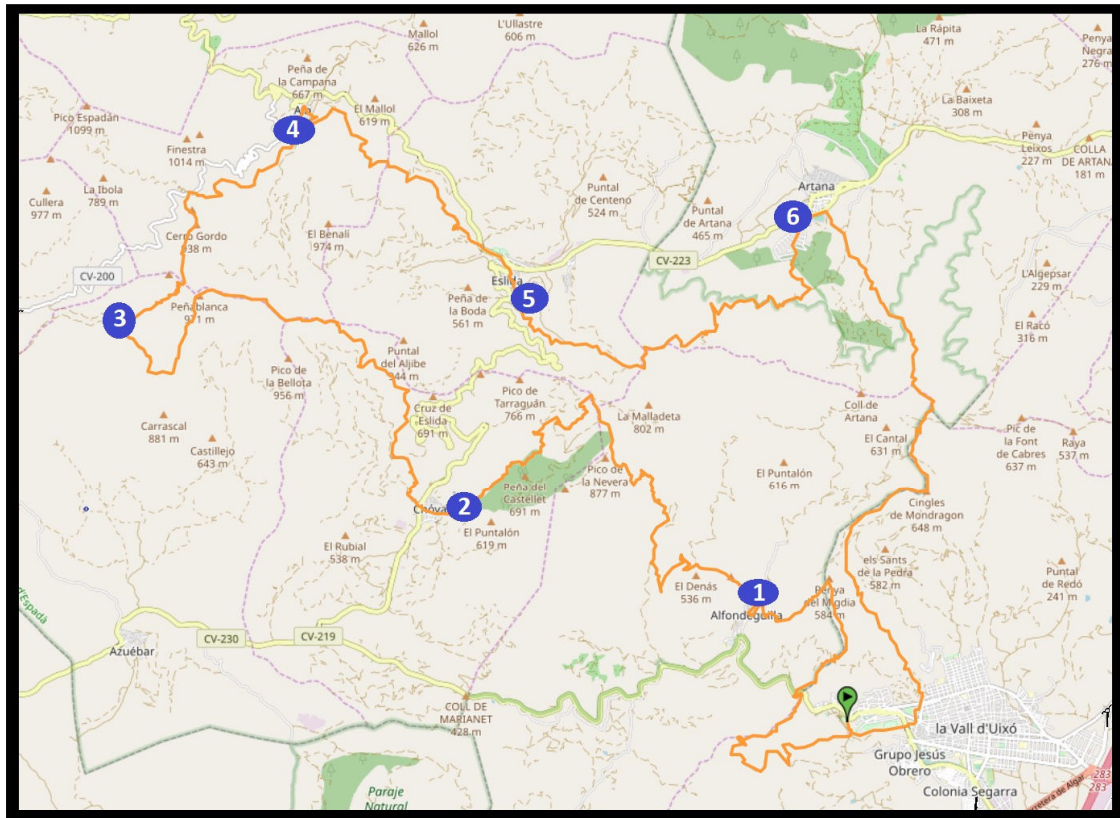 L'Ullastre
606 m
Mallol
626 m
La Rápita
471 m
Penya
Negra
276 m
Peña de
la Campana
667 m
El Mallol
619 m
Pico Espadán
1099 m
La Baixeta
308 m
4
Finestra
1014 m
Penya
Leixos
227 m
COLLA
DE ARTANA
181 m
La Ibola
789 m
Cullera
977 m
Puntal
de Centeno
524 m
Artana
Puntal
de Artana
465 m
6
Cerro Gordo
938 m
El Benalí
974 m
CV-223
CV-200
L'Algepsar
229 m
Eslida
5
Peña de
la Boda
561 m
Peñablanca
971 m
3
El Racó
316 m
Puntal
del Aljibe
944 m
Pico de
la Bellota
956 m
Pico de
Tarraguán
766 m
Cruz de
Eslida
691 m
La Malladeta
802 m
Coll de
Artana
Carrascal
881 m
Castillejo
643 m
El Cantal
631 m
Pic de
la Font
de Cabres
637 m
Raya
537 m
Pico de
la Nevera
877 m
El Puntalón
616 m
Peña del
Castellet
691 m
2
Cingles
de Mondragon
648 m
El Puntalón
619 m
El Rubial
538 m
els Sants
de la Pedra
582 m
Puntal
de Redó
241 m
El Denás
536 m
1
Penya
del Migdia
584 m
Alfondeguilla
d'Espadà
CV-230
CV-219
Azuébar
COLL DE
MARIANET
428 m
la Vall d'Uixó
Grupo Jesús
Obrero
Colonia Segarra
Paraje
Natural
283
283